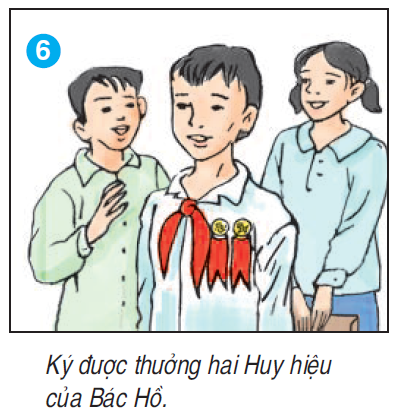 6
Ký được thưởng hai Huy hiệu
của Bác Hồ.